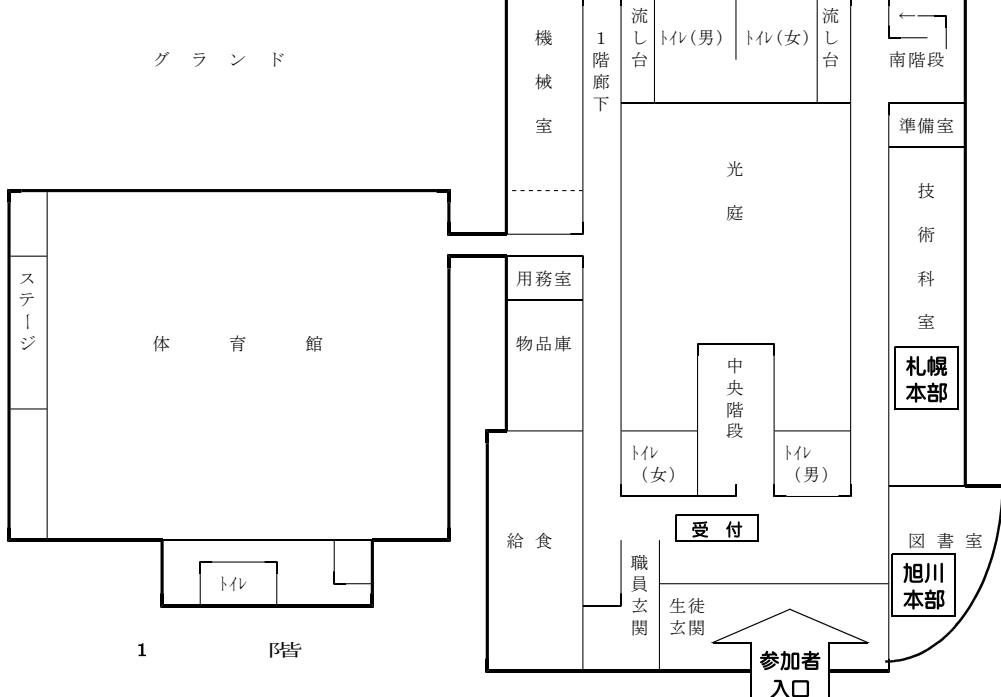 グランド
機械室
1階廊下
流し台
ﾄｲﾚ(男)
ﾄｲﾚ(女)
流し台
←
南階段
準備室
光庭
技術科室
札幌
本部
ステージ
体育館
用務室
物品庫
中央階段
ﾄｲﾚ
(女)
ﾄｲﾚ
(男)
受付
給食
図書室
旭川
本部
職員玄関
生徒
玄関
ﾄｲﾚ
参加者
入口
1階